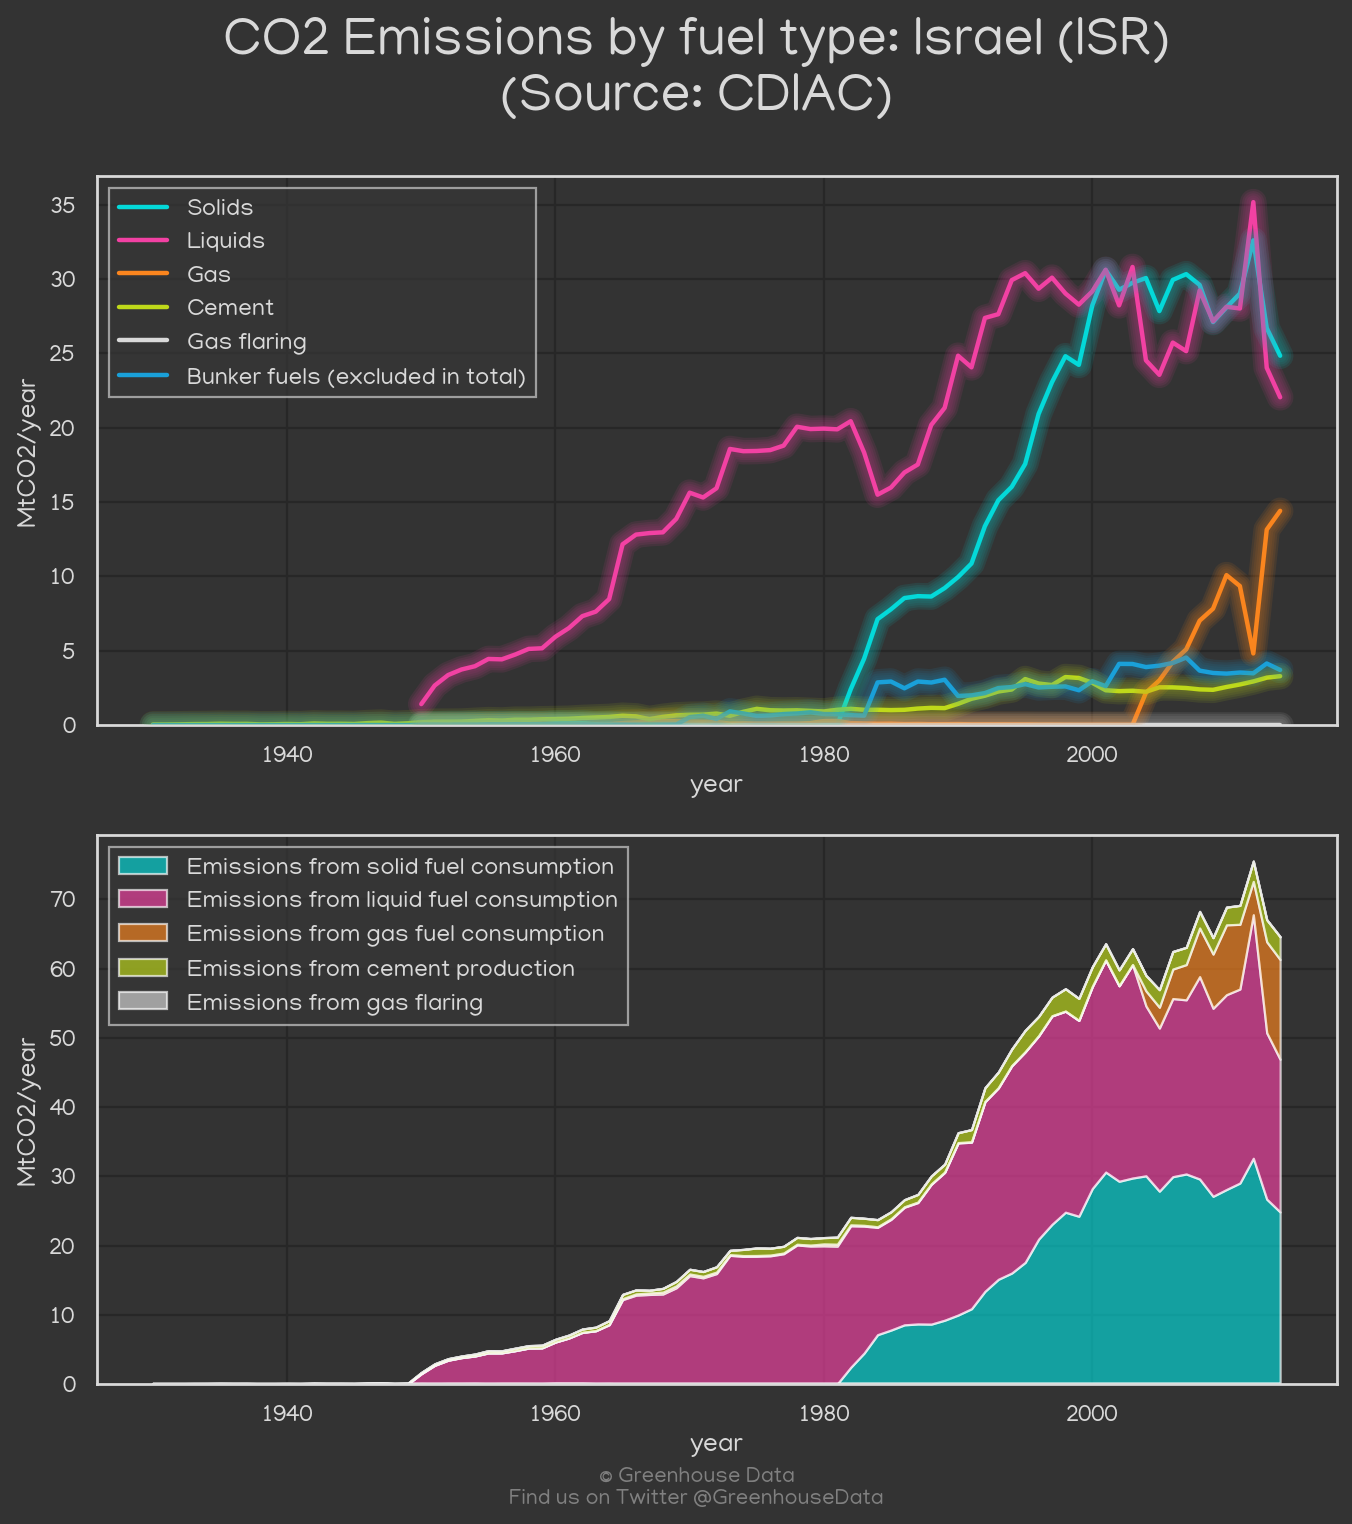 CO2 Emissions by fuel type: Israel (ISR)
(Source: CDIAC)
Solids
Liquids
Gas
Cement
Gas flaring
Bunker fuels (excluded in total)
35
30
25
20
15
10
5
0
MtCO2/year
1940
1960
1980
2000
year
Emissions from solid fuel consumption
Emissions from liquid fuel consumption
Emissions from gas fuel consumption
Emissions from cement production
Emissions from gas flaring
70
60
50
40
30
20
10
0
MtCO2/year
1940
1960
1980
2000
year
© Greenhouse Data
Find us on Twitter @GreenhouseData